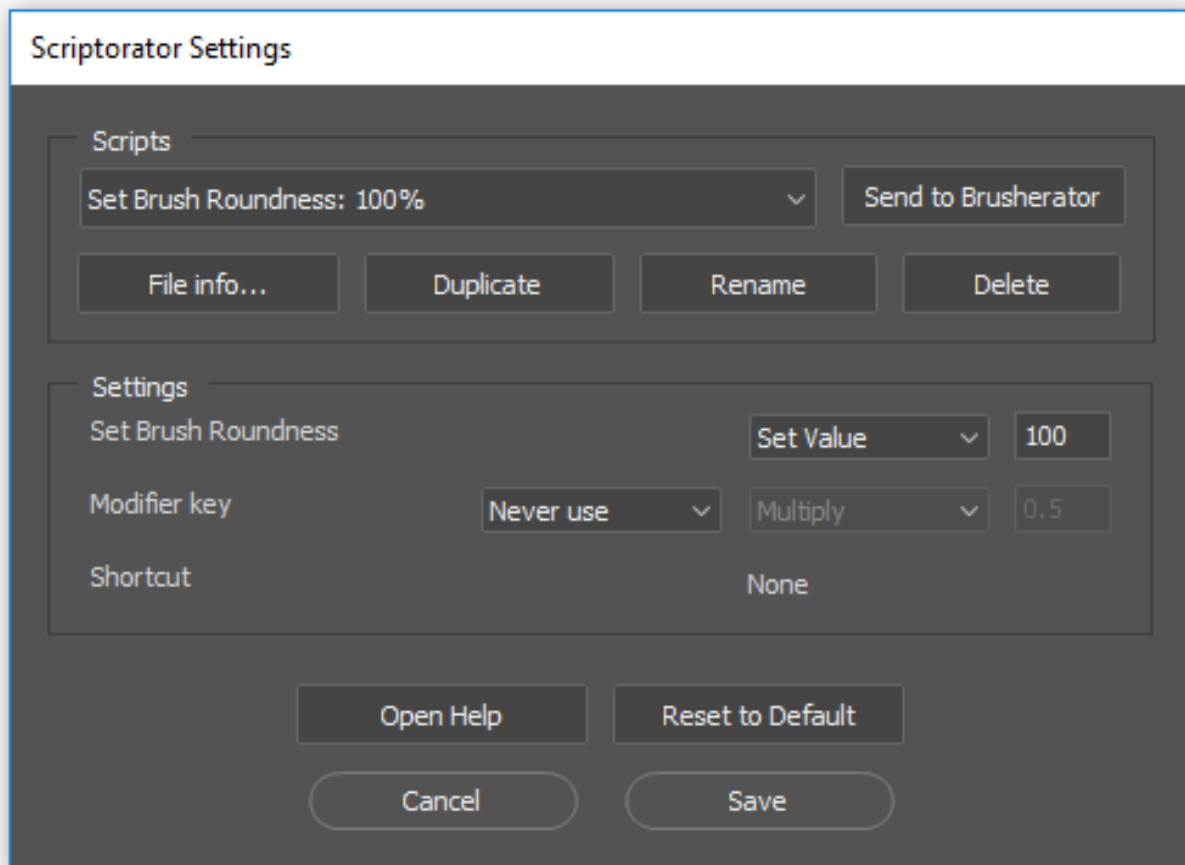 Scriptorator Settings
Scripts
Set Brush Roundness: 100%
Send to Brusherator
File info...
Duplicate
Rename
Delete
Settings
Set Brush Roundness
Set Value
100
Modifier key
Never use
Multiply
0.5
Shortcut
None
Open Help
Reset to Default
Cancel
Save